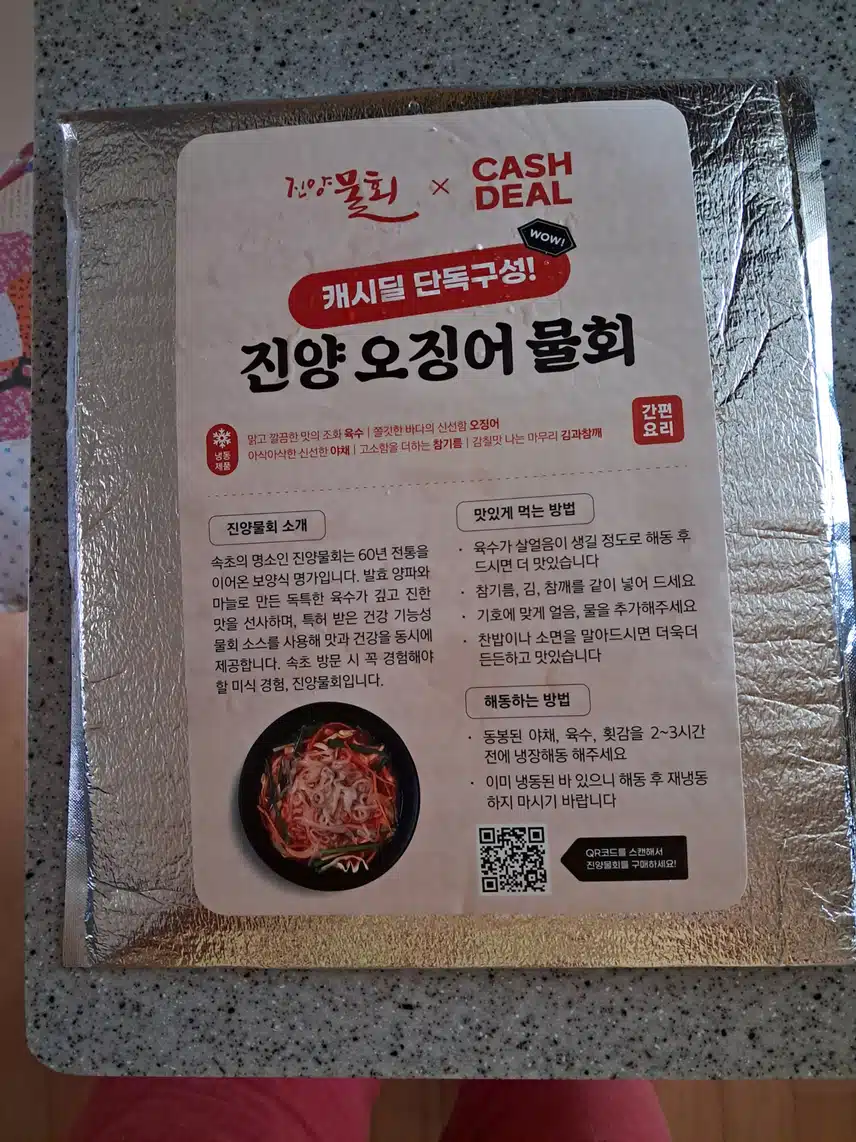 진양물회 × CASH DEAL
WOW!
캐시딜 단독구성!
진양 오징어 물회
냉동
제품
맑고 깔끔한 맛의 조화 육수 | 쫄깃한 바다의 신선함 오징어
아삭아삭한 신선한 야채 | 고소함을 더하는 참기름 | 감칠맛 나는 마무리 김과참깨
간편
요리
진양물회 소개
속초의 명소인 진양물회는 60년 전통을
이어온 보양식 명가입니다. 발효 양파와
마늘로 만든 독특한 육수가 깊고 진한
맛을 선사하며, 특허 받은 건강 기능성
물회 소스를 사용해 맛과 건강을 동시에
제공합니다. 속초 방문 시 꼭 경험해야
할 미식 경험, 진양물회입니다.
맛있게 먹는 방법
· 육수가 살얼음이 생길 정도로 해동 후
드시면 더 맛있습니다
· 참기름, 김, 참깨를 같이 넣어 드세요
· 기호에 맞게 얼음, 물을 추가해주세요
· 찬밥이나 소면을 말아드시면 더욱더
든든하고 맛있습니다
해동하는 방법
· 동봉된 야채, 육수, 횟감을 2~3시간
전에 냉장해동 해주세요
· 이미 냉동된 바 있으니 해동 후 재냉동
하지 마시기 바랍니다
QR코드를 스캔해서
진양물회를 구매하세요!